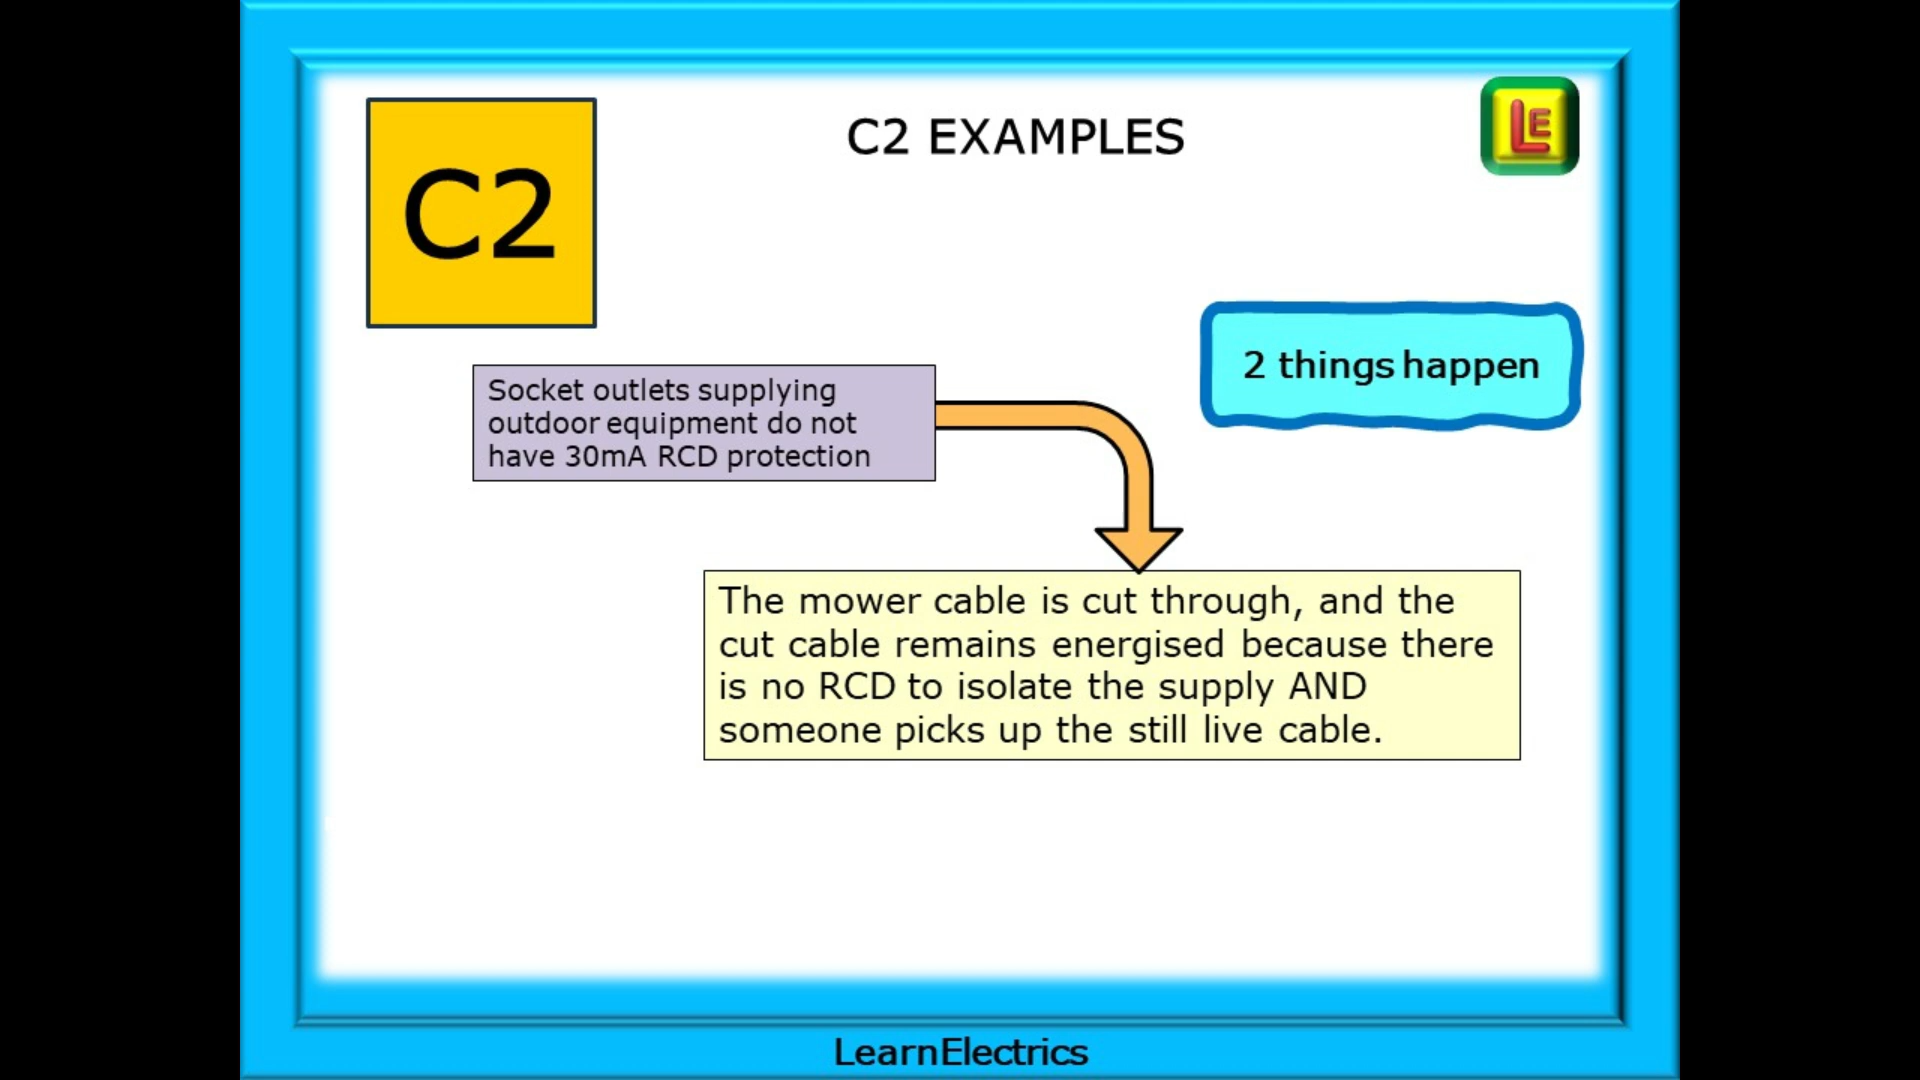 C2 EXAMPLES
LE
C2
2 things happen
Socket outlets supplying
outdoor equipment do not
have 30mA RCD protection
The mower cable is cut through, and the
cut cable remains energised because there
is no RCD to isolate the supply AND
someone picks up the still live cable.
LearnElectrics